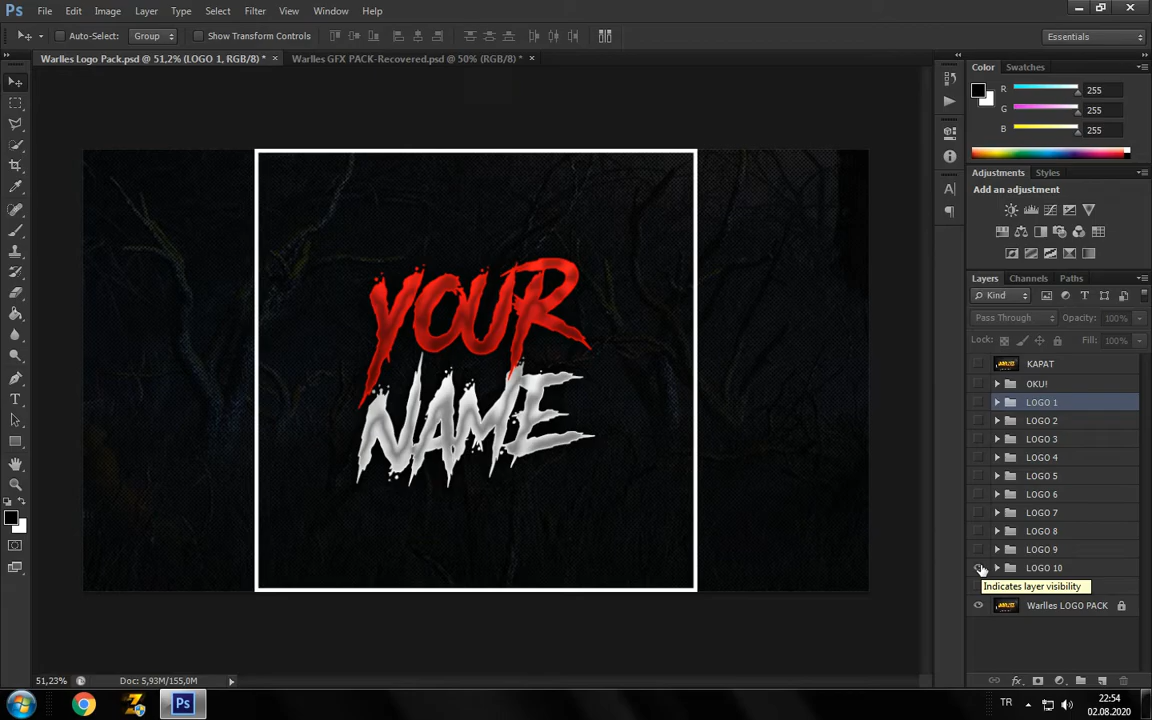 Ps File Edit Image Layer Type Select Filter View Window Help
Auto-Select: Group Show Transform Controls Essentials
Warlles Logo Pack.psd @ 51,2% (LOGO 1, RGB/8) * × Warlles GFX PACK-Recovered.psd @ 50% (RGB/8) * ×
Color Swatches
R 255
G 255
B 255
Adjustments Styles
Add an adjustment
YOUR
NAME
Layers Channels Paths
Kind
Pass Through Opacity: 100%
Lock: Fill: 100%
KAPAT
OKU!
LOGO 1
LOGO 2
LOGO 3
LOGO 4
LOGO 5
LOGO 6
LOGO 7
LOGO 8
LOGO 9
LOGO 10
Indicates layer visibility
Warlles LOGO PACK
51,23% Doc: 5,93M/155,0M
Ps TR 22:54
02.08.2020